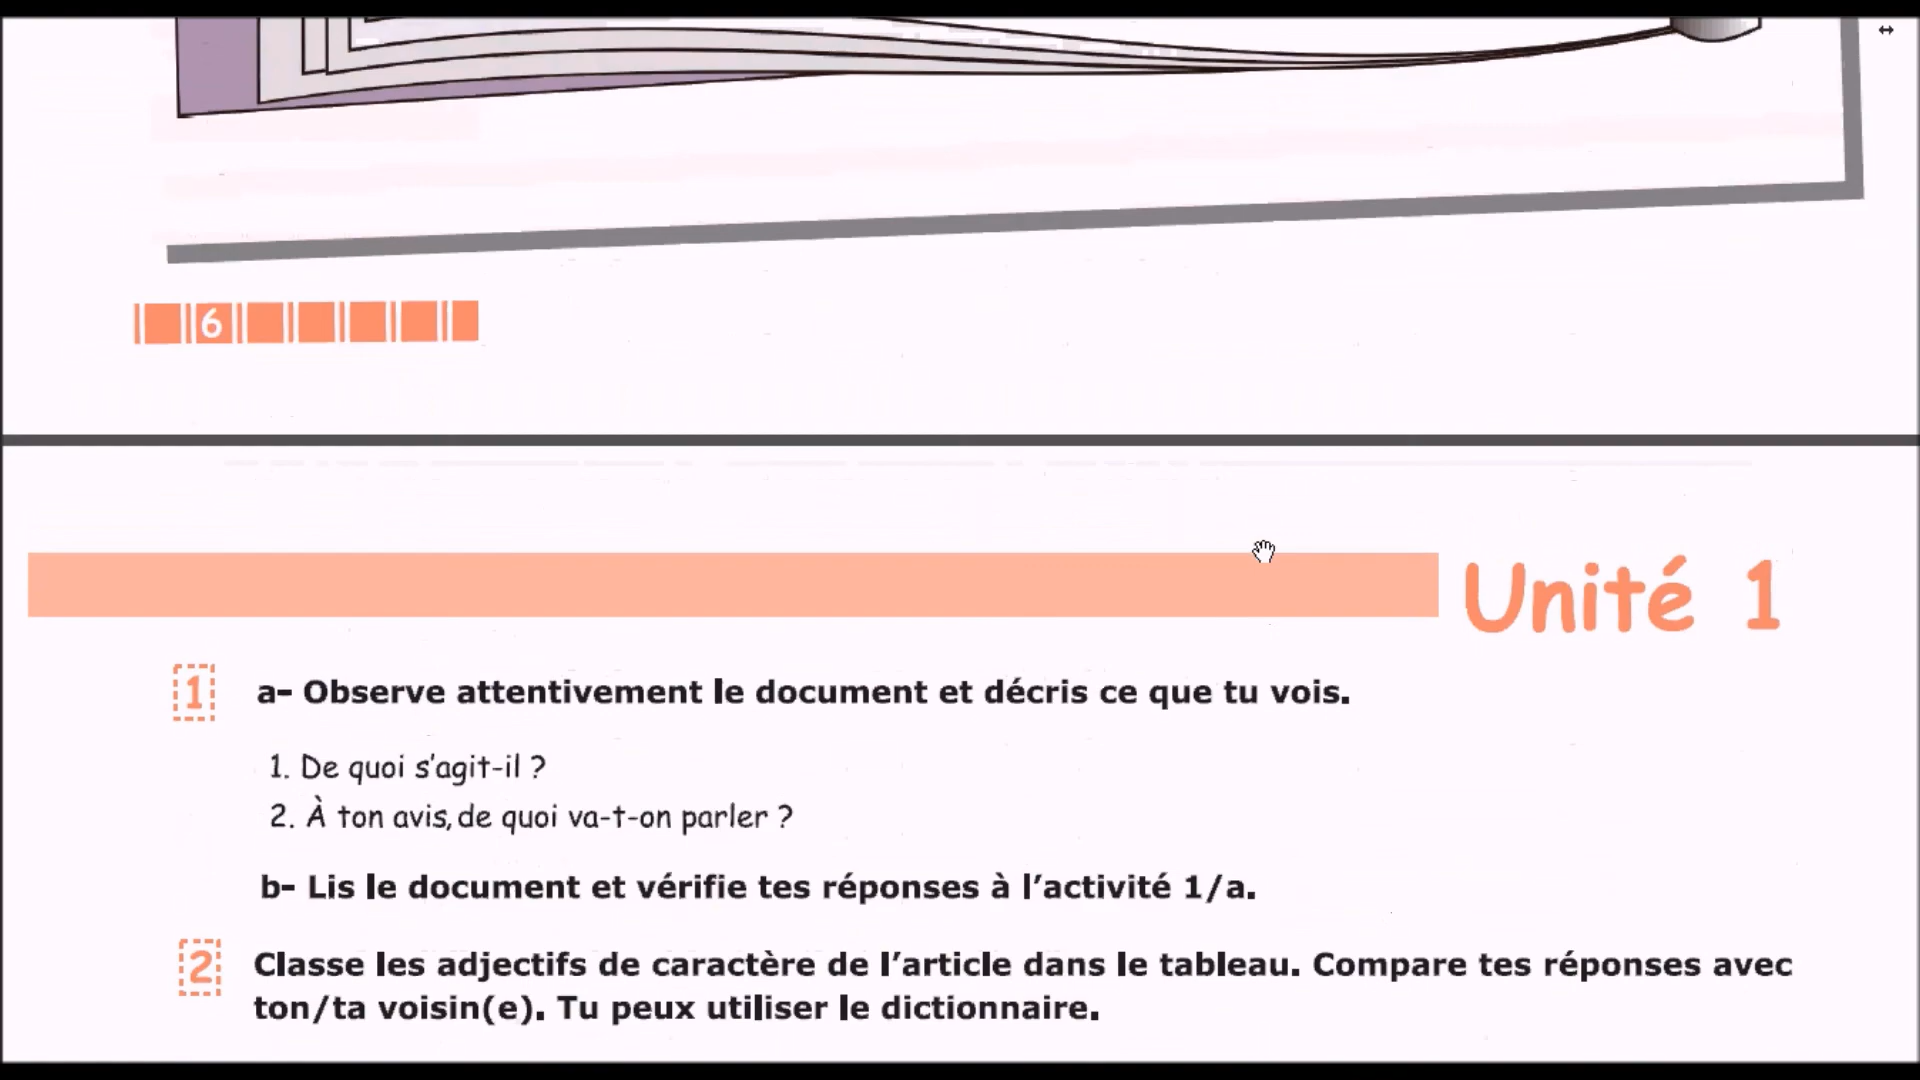 6
Unité 1
1 a- Observe attentivement le document et décris ce que tu vois.
1. De quoi s'agit-il ?
2. À ton avis, de quoi va-t-on parler ?
b- Lis le document et vérifie tes réponses à l'activité 1/a.
2 Classe les adjectifs de caractère de l'article dans le tableau. Compare tes réponses avec
ton/ta voisin(e). Tu peux utiliser le dictionnaire.